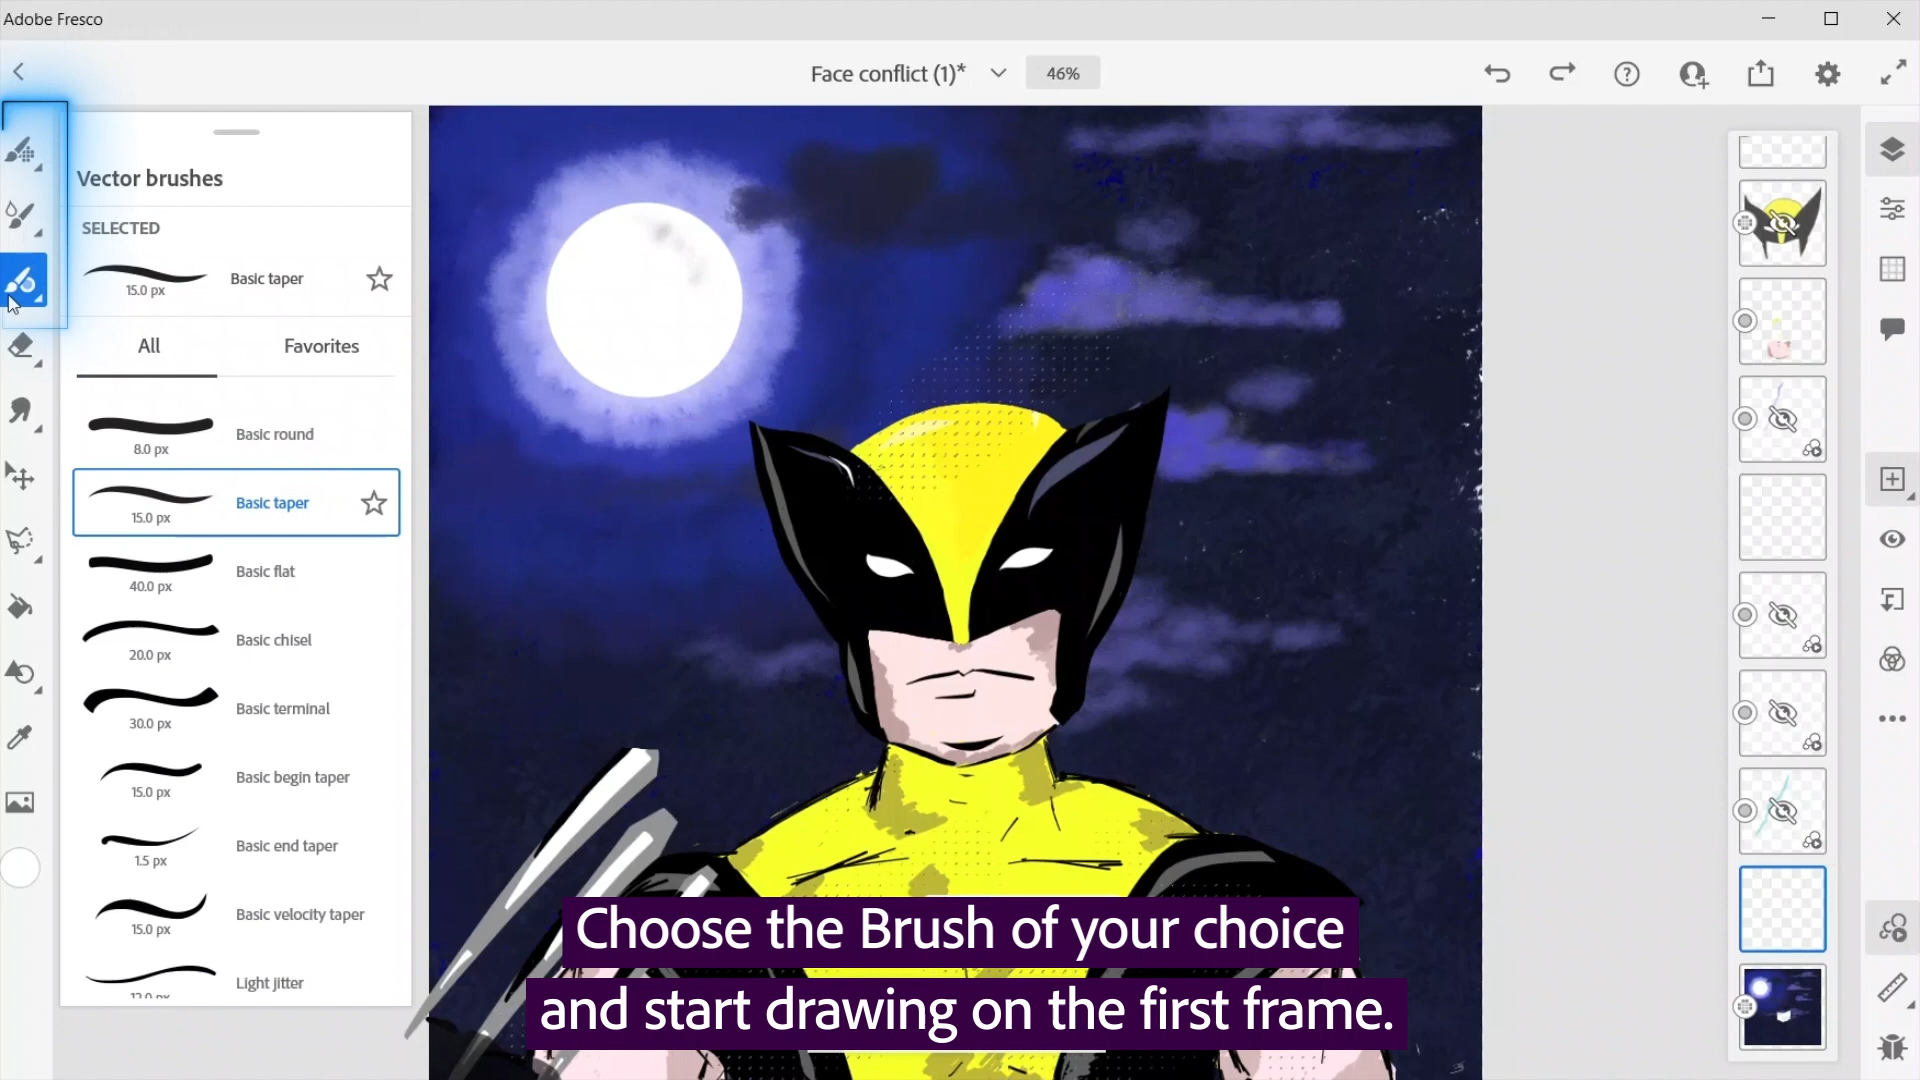 Adobe Fresco
Face conflict (1)*
46%
Vector brushes
SELECTED
15.0 px
Basic taper
All
Favorites
8.0 px
Basic round
15.0 px
Basic taper
40.0 px
Basic flat
20.0 px
Basic chisel
30.0 px
Basic terminal
15.0 px
Basic begin taper
1.5 px
Basic end taper
15.0 px
Basic velocity taper
12.0 px
Light jitter
Choose the Brush of your choice
and start drawing on the first frame.